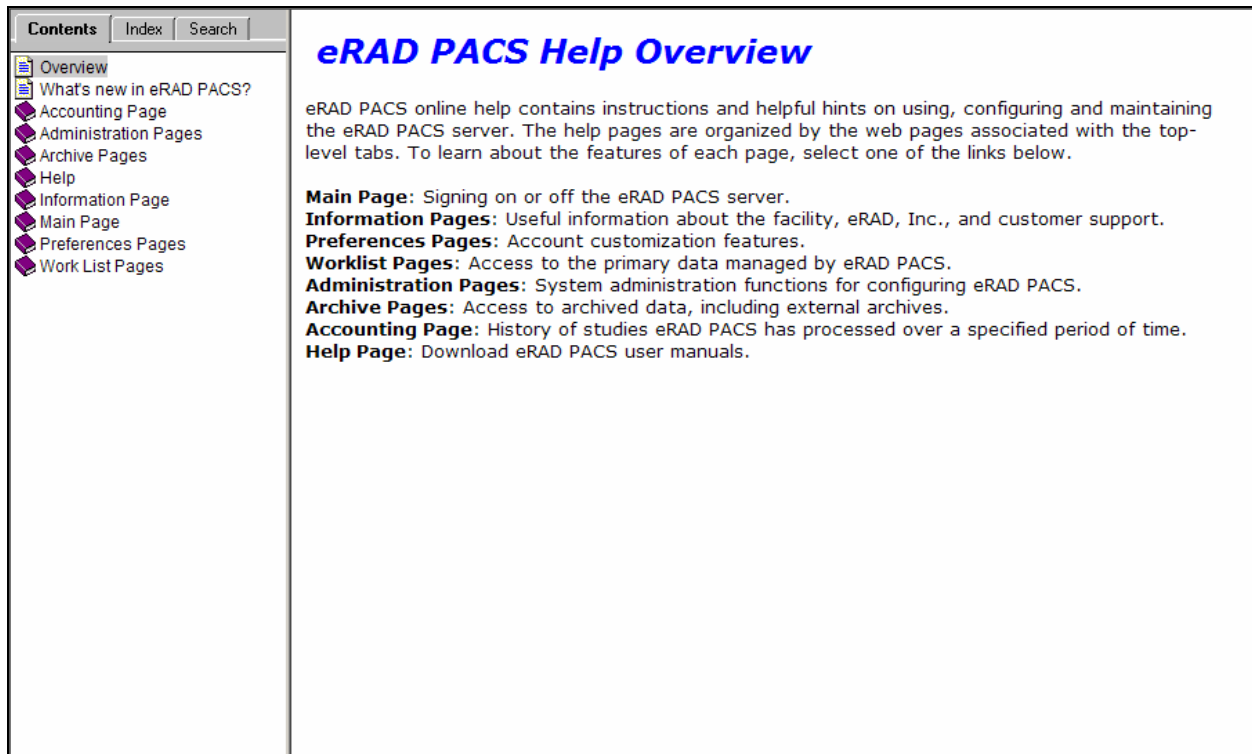 Contents Index Search
Overview
What's new in eRAD PACS?
Accounting Page
Administration Pages
Archive Pages
Help
Information Page
Main Page
Preferences Pages
Work List Pages
eRAD PACS Help Overview
eRAD PACS online help contains instructions and helpful hints on using, configuring and maintaining
the eRAD PACS server. The help pages are organized by the web pages associated with the top-
level tabs. To learn about the features of each page, select one of the links below.
Main Page: Signing on or off the eRAD PACS server.
Information Pages: Useful information about the facility, eRAD, Inc., and customer support.
Preferences Pages: Account customization features.
Worklist Pages: Access to the primary data managed by eRAD PACS.
Administration Pages: System administration functions for configuring eRAD PACS.
Archive Pages: Access to archived data, including external archives.
Accounting Page: History of studies eRAD PACS has processed over a specified period of time.
Help Page: Download eRAD PACS user manuals.